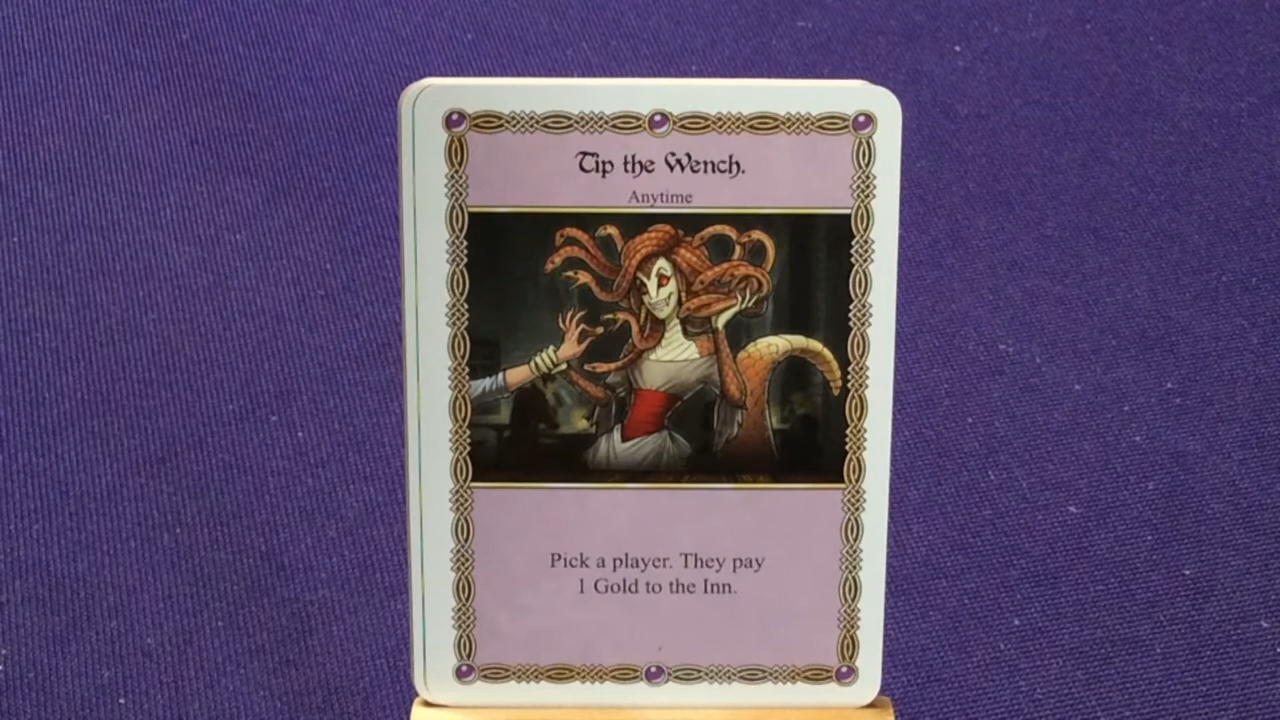 Tip the Wench.
Anytime
Pick a player. They pay
1 Gold to the Inn.